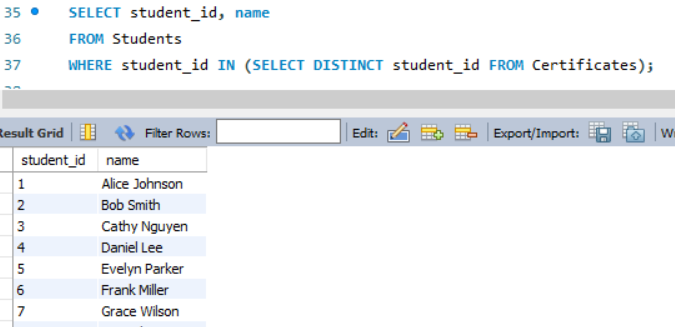 35 SELECT student_id, name
36 FROM Students
37 WHERE student_id IN (SELECT DISTINCT student_id FROM Certificates);
Result Grid Filter Rows: Edit: Export/Import:
student_id name
1 Alice Johnson
2 Bob Smith
3 Cathy Nguyen
4 Daniel Lee
5 Evelyn Parker
6 Frank Miller
7 Grace Wilson